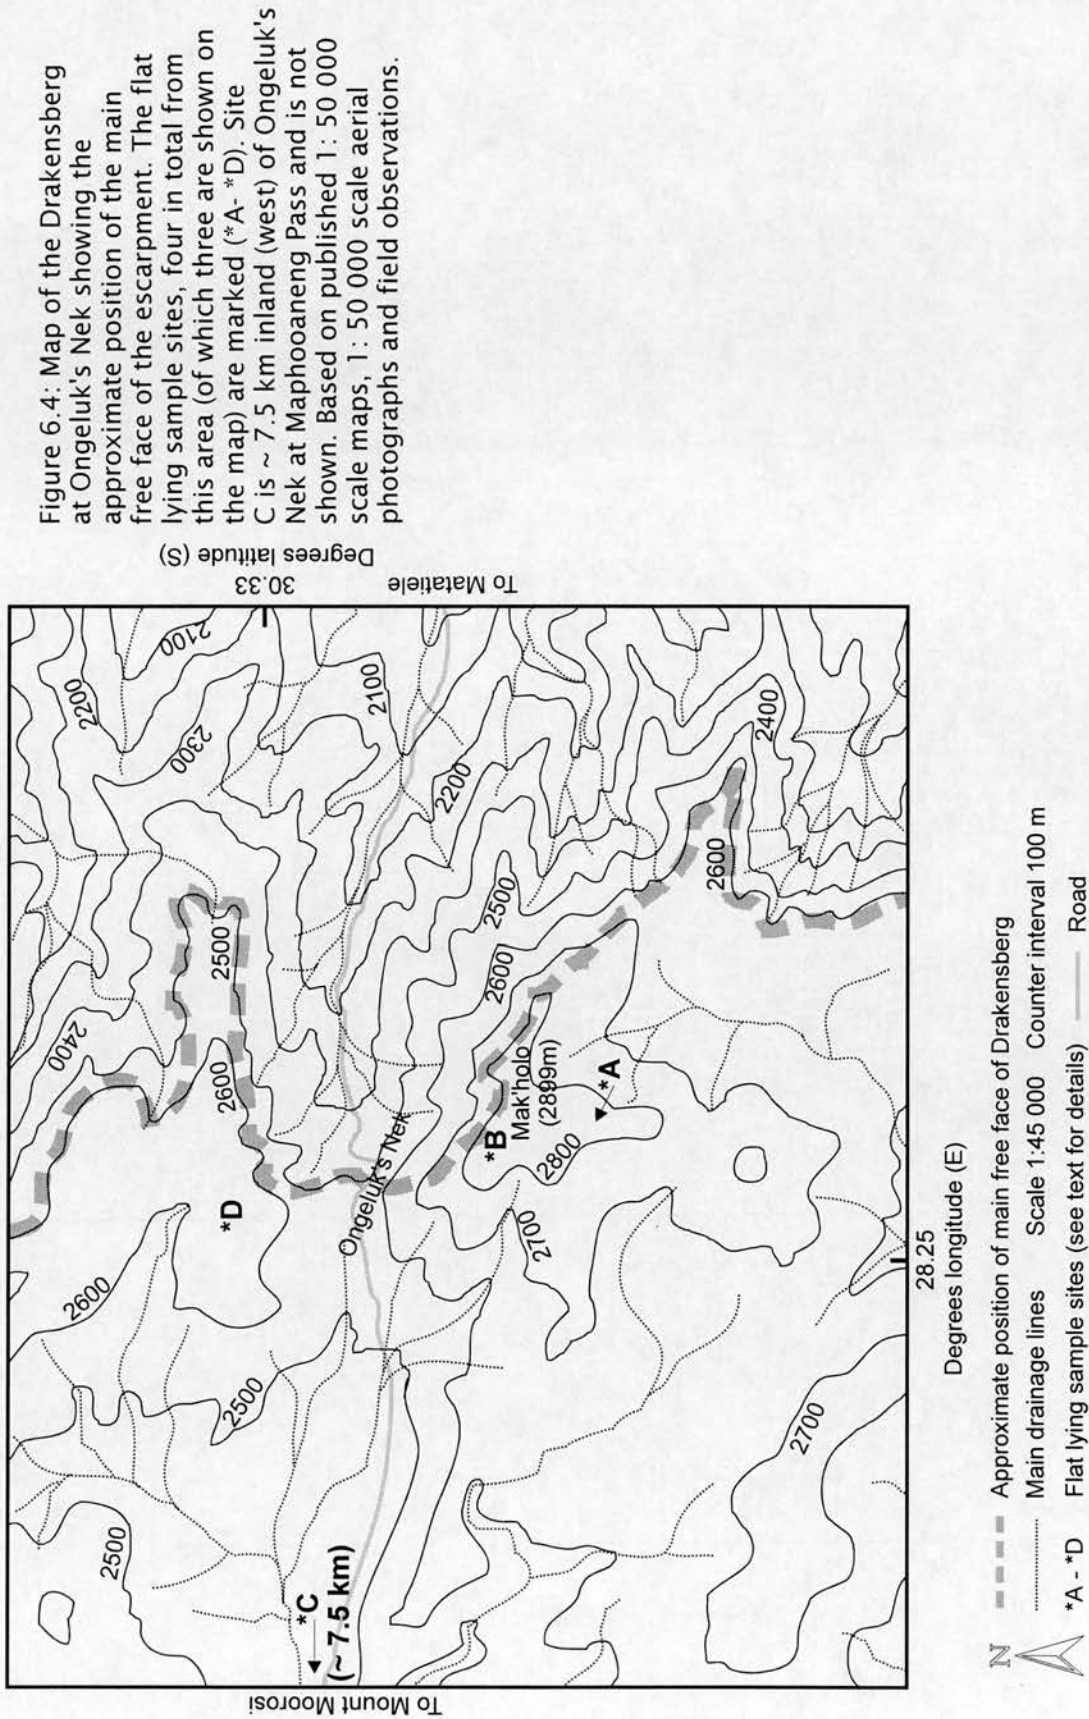 Figure 6.4: Map of the Drakensberg
at Ongeluk's Nek showing the
approximate position of the main
free face of the escarpment. The flat
lying sample sites, four in total from
this area (of which three are shown on
the map) are marked (*A- *D). Site
C is ~ 7.5 km inland (west) of Ongeluk's
Nek at Maphooaneng Pass and is not
shown. Based on published 1: 50 000
scale maps, 1: 50 000 scale aerial
photographs and field observations.
Degrees latitude (S)
30.33
To Matatiele
To Mount Moorosi
2500
2600
2400
2200
2100
2300
2500
*D
2600
2500
2100
*C
(~ 7.5 km)
Ongeluk's Nek
2200
2500
2600
*B
Mak'holo
(2899m)
2800
*A
2700
2400
2600
2700
28.25
Degrees longitude (E)
N
Approximate position of main free face of Drakensberg
Main drainage lines Scale 1:45 000 Counter interval 100 m
*A - *D Flat lying sample sites (see text for details) Road